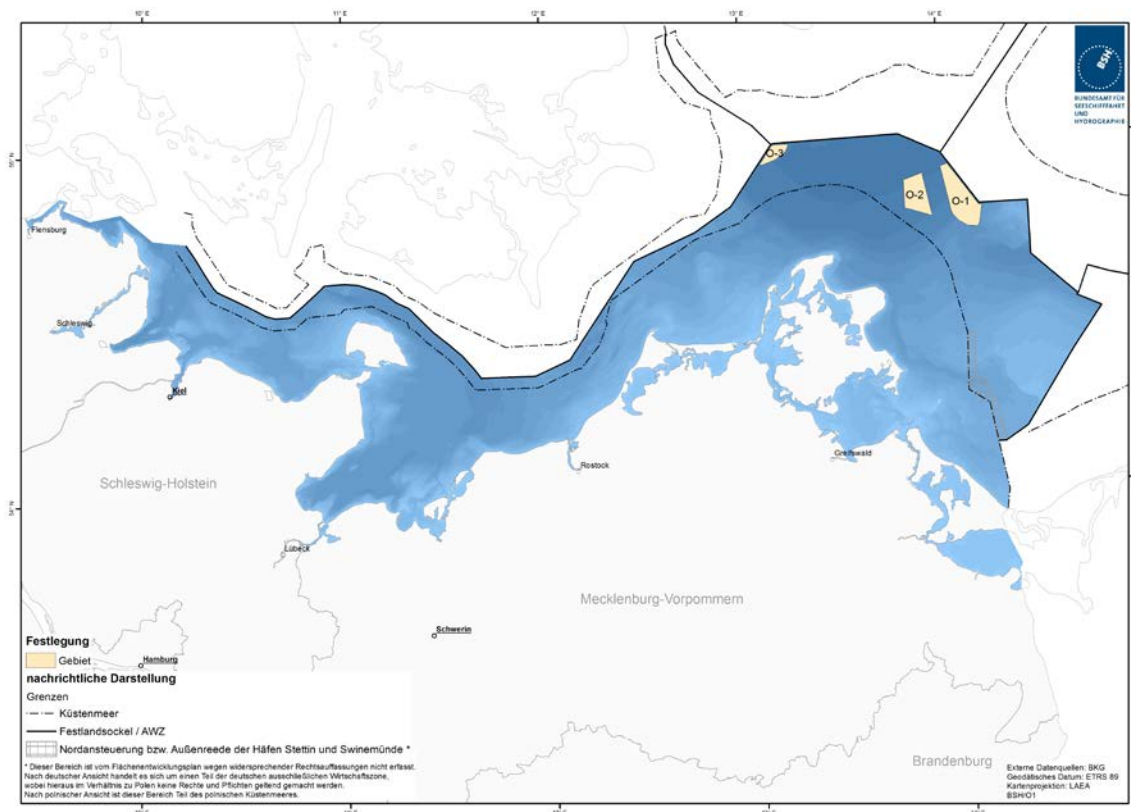 10° E 11° E 12° E 13° E 14° E
BSH
BUNDESAMT FÜR
SEESCHIFFFAHRT
UND
HYDROGRAPHIE
O-3
O-2
O-1
Flensburg
Schleswig
Kiel
Greifswald
Rostock
Schleswig-Holstein
54° N
Lübeck
Mecklenburg-Vorpommern
Schwerin
Hamburg
Brandenburg
Festlegung
Gebiet
nachrichtliche Darstellung
Grenzen
Küstenmeer
Festlandsockel / AWZ
Nordansteuerung bzw. Außenreede der Häfen Stettin und Swinemünde *
* Dieser Bereich ist vom Flächenentwicklungsplan wegen widersprechender Rechtsauffassungen nicht erfasst.
Nach deutscher Ansicht handelt es sich um einen Teil der deutschen ausschließlichen Wirtschaftszone,
wobei hieraus im Verhältnis zu Polen keine Rechte und Pflichten geltend gemacht werden.
Nach polnischer Ansicht ist dieser Bereich Teil des polnischen Küstenmeeres.
Externe Datenquellen: BKG
Geodätisches Datum: ETRS 89
Kartenprojektion: LAEA
BSH/O1